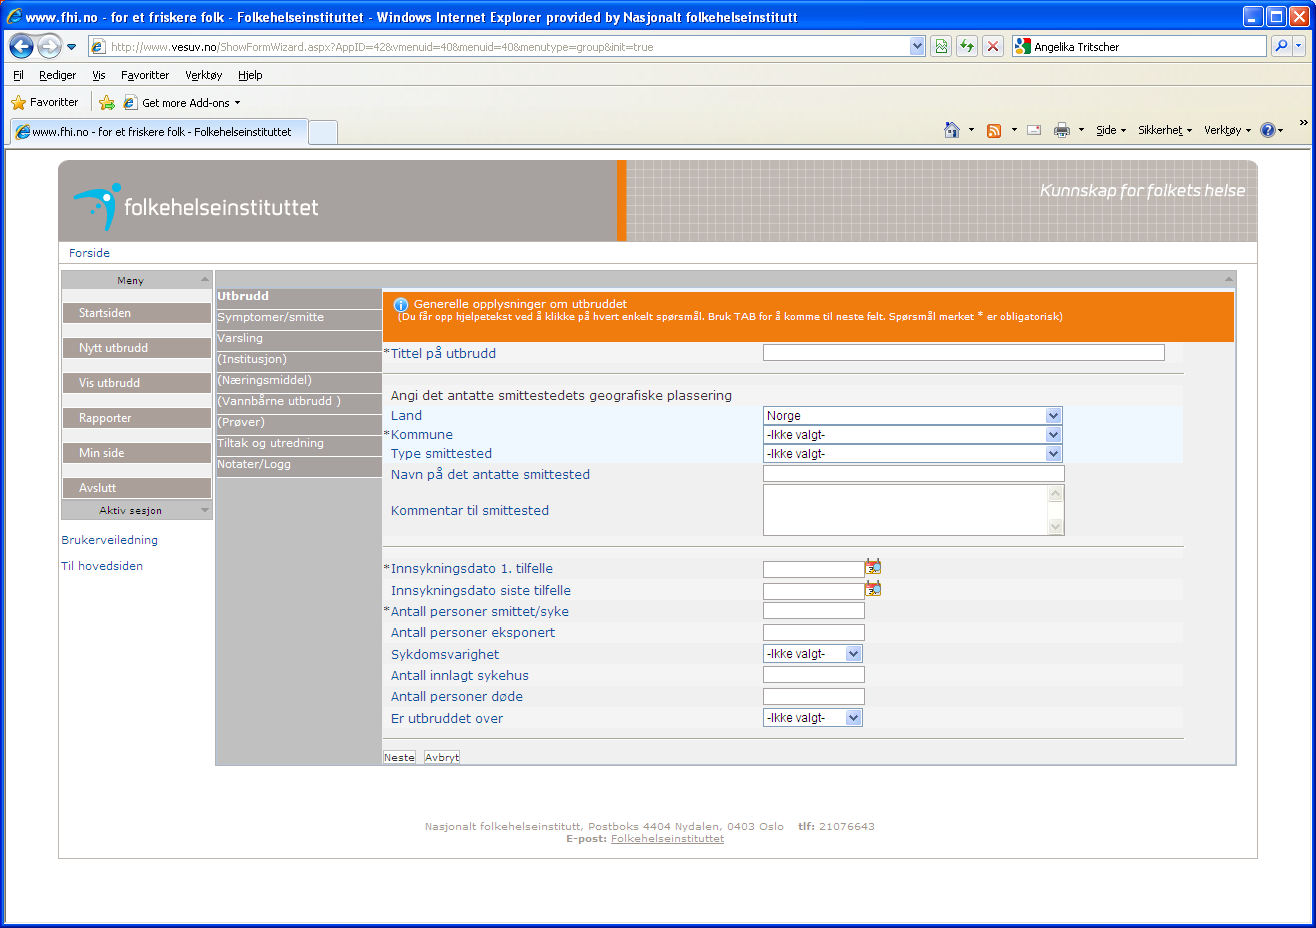 www.fhi.no - for et friskere folk - Folkehelseinstituttet - Windows Internet Explorer provided by Nasjonalt folkehelseinstitutt
http://www.vesuv.no/ShowFormWizard.aspx?AppID=42&vmenuid=40&menuid=40&menutype=group&init=true
Angelika Tritscher
Fil Rediger Vis Favoritter Verktøy Hjelp
Favoritter Get more Add-ons
www.fhi.no - for et friskere folk - Folkehelseinstituttet
Side Sikkerhet Verktøy »
folkehelseinstituttet
Kunnskap for folkets helse
Forside
Meny
Startsiden
Nytt utbrudd
Vis utbrudd
Rapporter
Min side
Avslutt
Aktiv sesjon
Brukerveiledning
Til hovedsiden
Utbrudd
Symptomer/smitte
Varsling
(Institusjon)
(Næringsmiddel)
(Vannbårne utbrudd )
(Prøver)
Tiltak og utredning
Notater/Logg
Generelle opplysninger om utbruddet
(Du får opp hjelpetekst ved å klikke på hvert enkelt spørsmål. Bruk TAB for å komme til neste felt. Spørsmål merket * er obligatorisk)
*Tittel på utbrudd
Angi det antatte smittestedets geografiske plassering
Land Norge
*Kommune -Ikke valgt-
Type smittested -Ikke valgt-
Navn på det antatte smittested
Kommentar til smittested
*Innsykningsdato 1. tilfelle
Innsykningsdato siste tilfelle
*Antall personer smittet/syke
Antall personer eksponert
Sykdomsvarighet -Ikke valgt-
Antall innlagt sykehus
Antall personer døde
Er utbruddet over -Ikke valgt-
Neste Avbryt
Nasjonalt folkehelseinstitutt, Postboks 4404 Nydalen, 0403 Oslo tlf: 21076643
E-post: Folkehelseinstituttet